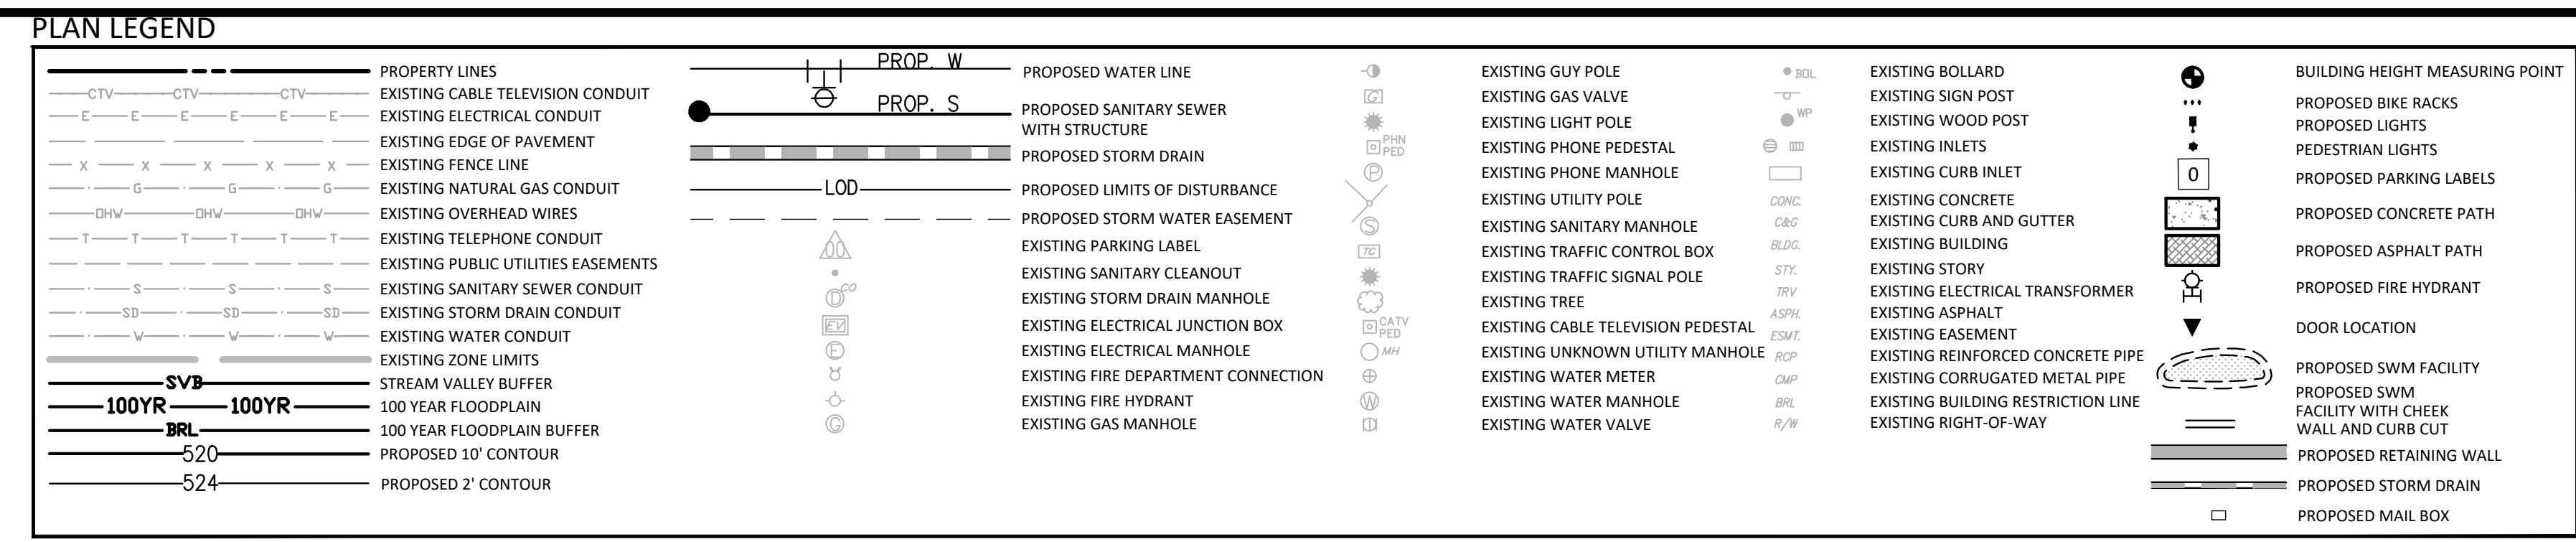 PLAN LEGEND
PROPERTY LINES
CTV CTV CTV EXISTING CABLE TELEVISION CONDUIT
E E E E E E EXISTING ELECTRICAL CONDUIT
EXISTING EDGE OF PAVEMENT
X X X X X EXISTING FENCE LINE
G G G EXISTING NATURAL GAS CONDUIT
OHW OHW OHW EXISTING OVERHEAD WIRES
T T T T T T EXISTING TELEPHONE CONDUIT
EXISTING PUBLIC UTILITIES EASEMENTS
S S S EXISTING SANITARY SEWER CONDUIT
SD SD SD EXISTING STORM DRAIN CONDUIT
W W W EXISTING WATER CONDUIT
EXISTING ZONE LIMITS
SVB STREAM VALLEY BUFFER
100YR 100YR 100 YEAR FLOODPLAIN
BRL 100 YEAR FLOODPLAIN BUFFER
520 PROPOSED 10' CONTOUR
524 PROPOSED 2' CONTOUR
PROP. W PROPOSED WATER LINE
PROP. S PROPOSED SANITARY SEWER
WITH STRUCTURE
PROPOSED STORM DRAIN
LOD PROPOSED LIMITS OF DISTURBANCE
PROPOSED STORM WATER EASEMENT
00 EXISTING PARKING LABEL
EXISTING SANITARY CLEANOUT
CO
D EXISTING STORM DRAIN MANHOLE
EV EXISTING ELECTRICAL JUNCTION BOX
E EXISTING ELECTRICAL MANHOLE
EXISTING FIRE DEPARTMENT CONNECTION
EXISTING FIRE HYDRANT
G EXISTING GAS MANHOLE
EXISTING GUY POLE
G EXISTING GAS VALVE
EXISTING LIGHT POLE
PHN
PED EXISTING PHONE PEDESTAL
P EXISTING PHONE MANHOLE
EXISTING UTILITY POLE
S EXISTING SANITARY MANHOLE
TC EXISTING TRAFFIC CONTROL BOX
EXISTING TRAFFIC SIGNAL POLE
EXISTING TREE
CATV
PED EXISTING CABLE TELEVISION PEDESTAL
MH EXISTING UNKNOWN UTILITY MANHOLE
EXISTING WATER METER
W EXISTING WATER MANHOLE
EXISTING WATER VALVE
BOL EXISTING BOLLARD
EXISTING SIGN POST
WP EXISTING WOOD POST
EXISTING INLETS
EXISTING CURB INLET
CONC. EXISTING CONCRETE
C&G EXISTING CURB AND GUTTER
BLDG. EXISTING BUILDING
STY. EXISTING STORY
TRV EXISTING ELECTRICAL TRANSFORMER
ASPH. EXISTING ASPHALT
ESMT. EXISTING EASEMENT
RCP EXISTING REINFORCED CONCRETE PIPE
CMP EXISTING CORRUGATED METAL PIPE
BRL EXISTING BUILDING RESTRICTION LINE
R/W EXISTING RIGHT-OF-WAY
BUILDING HEIGHT MEASURING POINT
PROPOSED BIKE RACKS
PROPOSED LIGHTS
PEDESTRIAN LIGHTS
0 PROPOSED PARKING LABELS
PROPOSED CONCRETE PATH
PROPOSED ASPHALT PATH
PROPOSED FIRE HYDRANT
DOOR LOCATION
PROPOSED SWM FACILITY
PROPOSED SWM
FACILITY WITH CHEEK
WALL AND CURB CUT
PROPOSED RETAINING WALL
PROPOSED STORM DRAIN
PROPOSED MAIL BOX